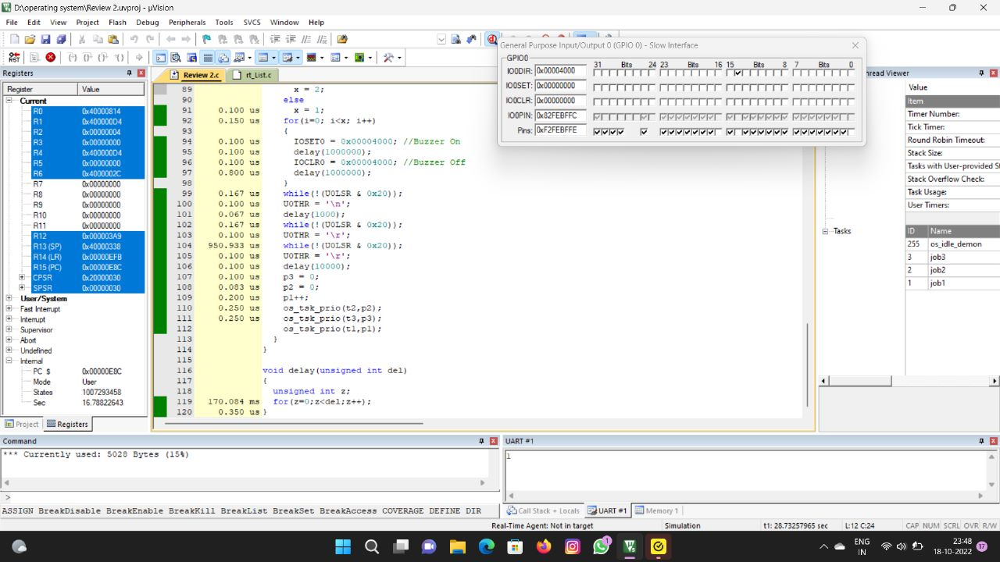 D:\operating system\Review 2.uvproj - µVision
File Edit View Project Flash Debug Peripherals Tools SVCS Window Help
Registers
Register Value
Current
R0 0x40000814
R1 0x400000D4
R2 0x00000004
R3 0x00000000
R4 0x400000D4
R5 0x00000000
R6 0x4000002C
R7 0x00000000
R8 0x00000000
R9 0x00000000
R10 0x00000000
R11 0x00000000
R12 0x000003A9
R13 (SP) 0x40000338
R14 (LR) 0x00000EFB
R15 (PC) 0x00000E8C
CPSR 0x20000030
SPSR 0x00000030
User/System
Fast Interrupt
Interrupt
Supervisor
Abort
Undefined
Internal
PC $ 0x00000E8C
Mode User
States 1007293458
Sec 16.78822643
Project Registers
Review 2.c rt_List.c
89 x = 2;
90 else
91 0.100 us x = 1;
92 0.150 us for(i=0; i<x; i++)
93 {
94 0.100 us IOSET0 = 0x00004000; //Buzzer On
95 0.100 us delay(1000000);
96 0.100 us IOCLR0 = 0x00004000; //Buzzer Off
97 0.800 us delay(1000000);
98 }
99 0.167 us while(!(U0LSR & 0x20));
100 0.100 us U0THR = '\n';
101 0.067 us delay(1000);
102 0.167 us while(!(U0LSR & 0x20));
103 0.100 us U0THR = '\r';
104 950.933 us while(!(U0LSR & 0x20));
105 0.100 us U0THR = '\r';
106 0.100 us delay(10000);
107 0.100 us p3 = 0;
108 0.083 us p2 = 0;
109 0.200 us p1++;
110 0.250 us os_tsk_prio(t2,p2);
111 0.250 us os_tsk_prio(t3,p3);
112 os_tsk_prio(t1,p1);
113 }
114 }
115
116 void delay(unsigned int del)
117 {
118 unsigned int z;
119 170.084 ms for(z=0;z<del;z++);
120 0.350 us }
General Purpose Input/Output 0 (GPIO 0) - Slow Interface
GPIO0
31 Bits 24 23 Bits 16 15 Bits 8 7 Bits 0
IO0DIR: 0x00004000
IO0SET: 0x00000000
IO0CLR: 0x00000000
IO0PIN: 0x82FEBFFC
Pins: 0xF2FEBFFE
hread Viewer
Value
Item
Timer Number:
Tick Timer:
Round Robin Timeout:
Stack Size:
Tasks with User-provided S
Stack Overflow Check:
Task Usage:
User Timers:
Tasks
ID Name
255 os_idle_demon
3 job3
2 job2
1 job1
Command
*** Currently used: 5028 Bytes (15%)
>
ASSIGN BreakDisable BreakEnable BreakKill BreakList BreakSet BreakAccess COVERAGE DEFINE DIR
UART #1
1
Call Stack + Locals UART #1 Memory 1
Real-Time Agent: Not in target Simulation t1: 28.73257965 sec L:12 C:24 CAP NUM SCRL OVR R/W
1
ENG
IN
23:48
18-10-2022
17